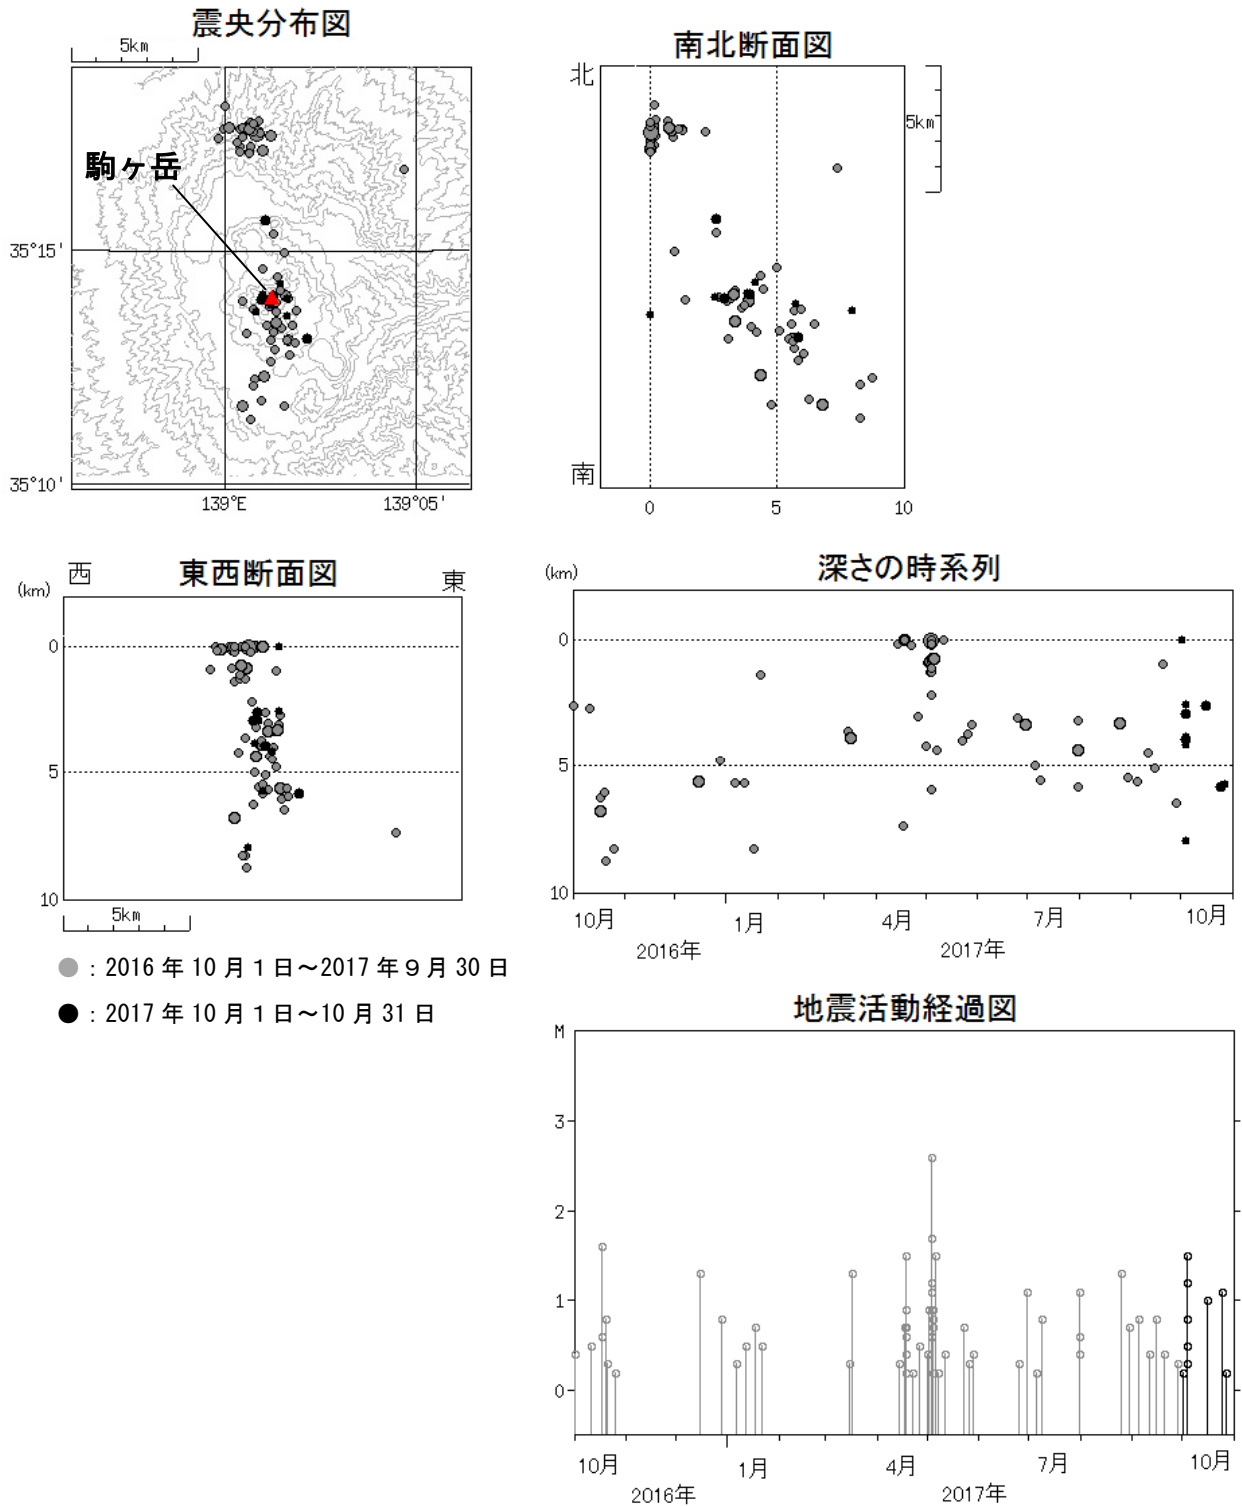 震央分布図
5km
駒ヶ岳
35°15'
35°10'
139°E
139°05'
南北断面図
北
5km
南
0
5
10
東西断面図
(km)
西
東
0
5
10
5km
深さの時系列
(km)
0
5
10
10月
1月
4月
7月
10月
2016年
2017年
：2016 年 10 月 1 日～2017 年 9 月 30 日
：2017 年 10 月 1 日～10 月 31 日
地震活動経過図
M
3
2
1
0
10月
1月
4月
7月
10月
2016年
2017年